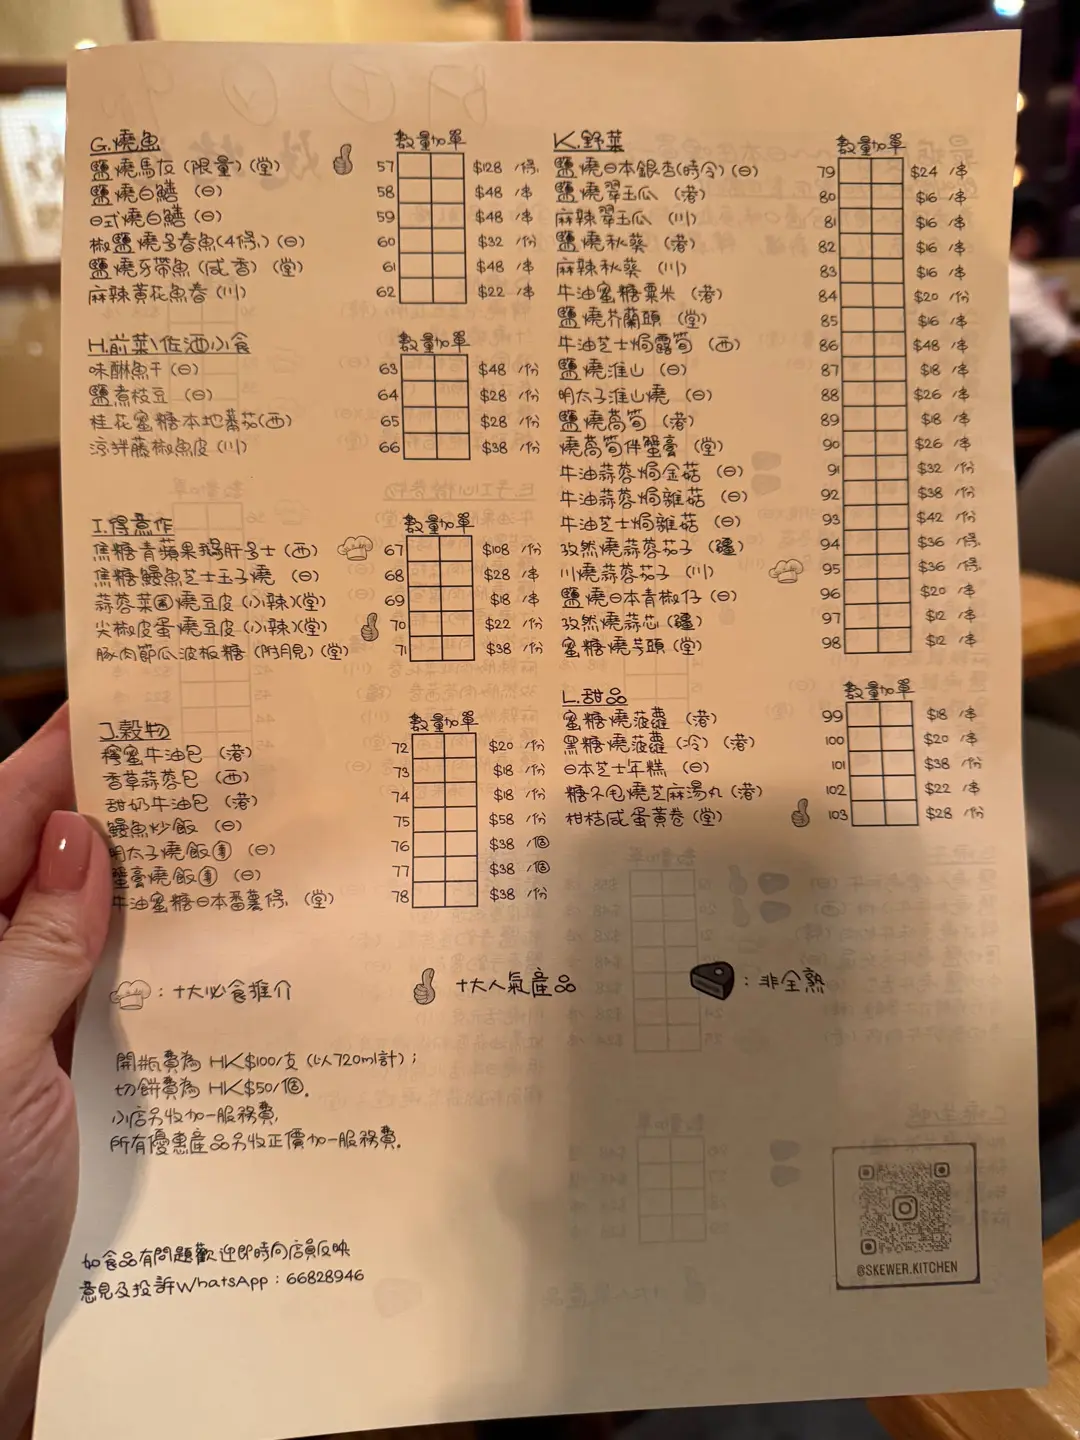 G.燒魚 數量 加單
鹽燒馬友 (限量) (堂) 57 $128 /條
鹽燒白鱔 (日) 58 $48 /串
日式燒白鱔 (日) 59 $48 /串
椒鹽燒多春魚(4條) (日) 60 $32 /份
鹽燒牙帶魚 (咸香) (堂) 61 $48 /串
麻辣黃花魚春 (川) 62 $22 /串
H.前菜\佐酒小食 數量 加單
味醂魚干 (日) 63 $48 /份
鹽煮枝豆 (日) 64 $28 /份
桂花蜜糖本地蕃茄(西) 65 $28 /份
涼拌藤椒魚皮 (川) 66 $38 /份
I.得意作 數量 加單
焦糖青蘋果鵝肝多士 (西) 67 $108 /份
焦糖鰻魚芝士玉子燒 (日) 68 $28 /串
蒜蓉菜園燒豆皮 (小辣)(堂) 69 $18 /串
尖椒皮蛋燒豆皮 (小辣)(堂) 70 $22 /份
豚肉節瓜波板糖 (附月見) (堂) 71 $38 /份
J.穀物 數量 加單
檸蜜牛油包 (港) 72 $20 /份
香草蒜蓉包 (西) 73 $18 /份
甜奶牛油包 (港) 74 $18 /份
鰻魚炒飯 (日) 75 $58 /份
明太子燒飯團 (日) 76 $38 /個
蟹膏燒飯團 (日) 77 $38 /個
牛油蜜糖日本番薯條 (堂) 78 $38 /份
K.野菜 數量 加單
鹽燒日本銀杏(時令) (日) 79 $24 /串
鹽燒翠玉瓜 (港) 80 $16 /串
麻辣翠玉瓜 (川) 81 $16 /串
鹽燒秋葵 (港) 82 $16 /串
麻辣秋葵 (川) 83 $16 /串
牛油蜜糖粟米 (港) 84 $20 /份
鹽燒芥蘭頭 (堂) 85 $16 /串
牛油芝士焗露筍 (西) 86 $48 /串
鹽燒淮山 (日) 87 $18 /串
明太子淮山燒 (日) 88 $26 /串
鹽燒萵筍 (港) 89 $18 /串
燒萵筍伴蟹膏 (堂) 90 $26 /串
牛油蒜蓉焗金菇 (日) 91 $32 /份
牛油蒜蓉焗雜菇 (日) 92 $38 /份
牛油芝士焗雜菇 (日) 93 $42 /份
孜然燒蒜蓉茄子 (疆) 94 $36 /條
川燒蒜蓉茄子 (川) 95 $36 /條
鹽燒日本青椒仔 (日) 96 $20 /串
孜然燒蒜芯 (疆) 97 $12 /串
蜜糖燒芋頭 (堂) 98 $12 /串
L.甜品 數量 加單
蜜糖燒菠蘿 (港) 99 $18 /串
黑糖燒菠蘿 (冷) (港) 100 $20 /串
日本芝士年糕 (日) 101 $38 /份
糖不甩燒芝麻湯丸 (港) 102 $22 /串
柑桔咸蛋黃卷 (堂) 103 $28 /份
: 十大必食推介
十大人氣產品
: 非全熟
開瓶費為 HK$100/支 (以720ml計) ;
切餅費為 HK$50/個.
小店另收加一服務費,
所有優惠產品另收正價加一服務費.
如食品有問題歡迎即時向店員反映
意見及投訴WhatsApp : 66828946
@SKEWER.KITCHEN